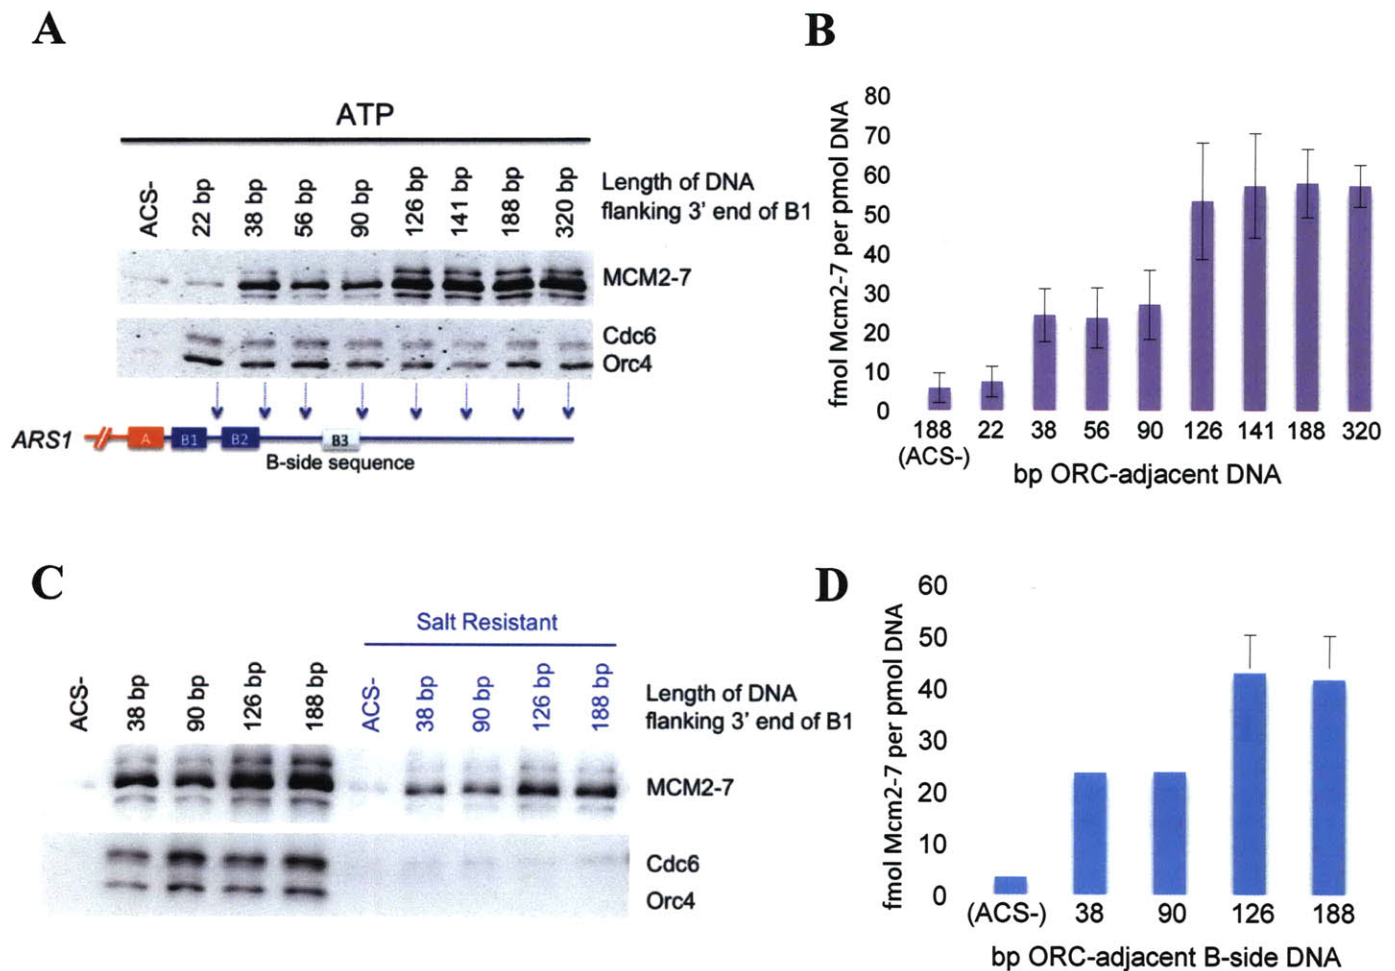 A
ATP
ACS-
22 bp
38 bp
56 bp
90 bp
126 bp
141 bp
188 bp
320 bp
Length of DNA
flanking 3' end of B1
MCM2-7
Cdc6
Orc4
ARS1
A
B1
B2
B3
B-side sequence
B
fmol Mcm2-7 per pmol DNA
80
70
60
50
40
30
20
10
0
188 22 38 56 90 126 141 188 320
(ACS-)
bp ORC-adjacent DNA
C
Salt Resistant
ACS-
38 bp
90 bp
126 bp
188 bp
ACS-
38 bp
90 bp
126 bp
188 bp
Length of DNA
flanking 3' end of B1
MCM2-7
Cdc6
Orc4
D
fmol Mcm2-7 per pmol DNA
60
50
40
30
20
10
0
(ACS-) 38 90 126 188
bp ORC-adjacent B-side DNA